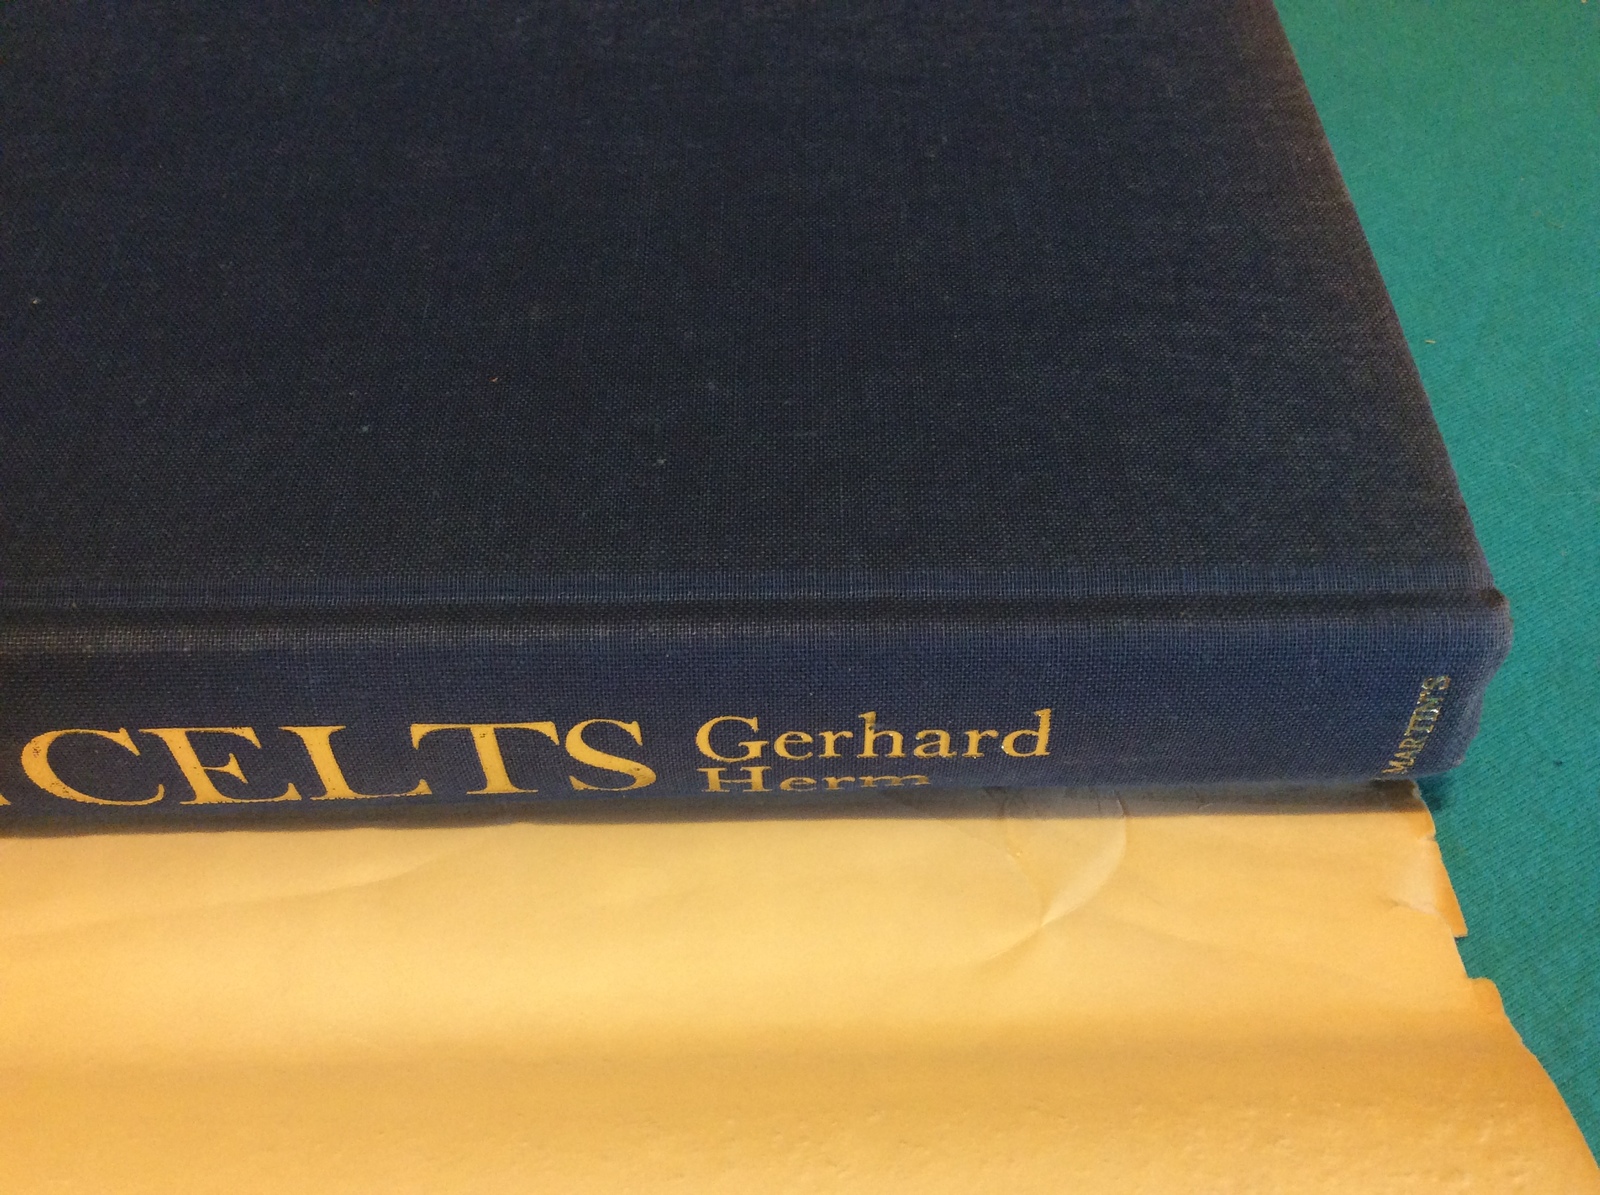 CELTS
Gerhard
Herm
MARTIN'S